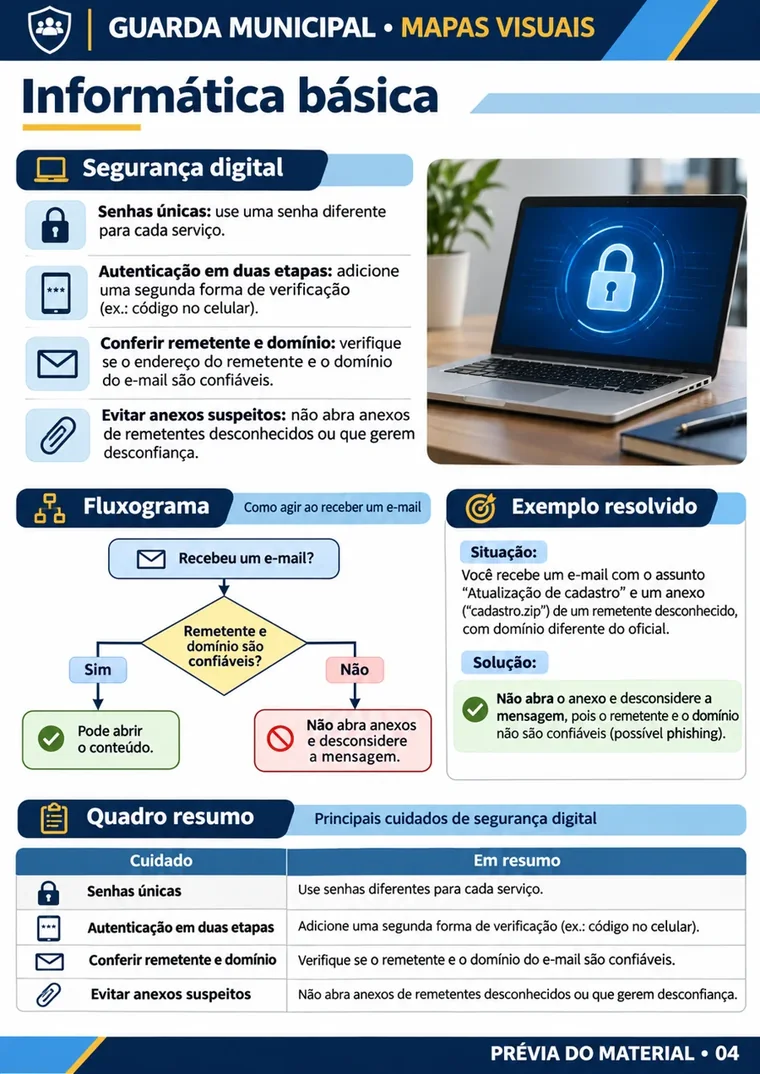 GUARDA MUNICIPAL • MAPAS VISUAIS
Informática básica
Segurança digital
Senhas únicas: use uma senha diferente
para cada serviço.
Autenticação em duas etapas: adicione
uma segunda forma de verificação
(ex.: código no celular).
Conferir remetente e domínio: verifique
se o endereço do remetente e o domínio
do e-mail são confiáveis.
Evitar anexos suspeitos: não abra anexos
de remetentes desconhecidos ou que gerem
desconfiança.
Fluxograma
Como agir ao receber um e-mail
Recebeu um e-mail?
Remetente e
domínio são
confiáveis?
Sim
Não
Pode abrir
o conteúdo.
Não abra anexos
e desconsidere
a mensagem.
Exemplo resolvido
Situação:
Você recebe um e-mail com o assunto
“Atualização de cadastro” e um anexo
(“cadastro.zip”) de um remetente desconhecido,
com domínio diferente do oficial.
Solução:
Não abra o anexo e desconsidere a
mensagem, pois o remetente e o domínio
não são confiáveis (possível phishing).
Quadro resumo
Principais cuidados de segurança digital
Cuidado
Em resumo
Senhas únicas
Use senhas diferentes para cada serviço.
Autenticação em duas etapas
Adicione uma segunda forma de verificação (ex.: código no celular).
Conferir remetente e domínio
Verifique se o remetente e o domínio do e-mail são confiáveis.
Evitar anexos suspeitos
Não abra anexos de remetentes desconhecidos ou que gerem desconfiança.
PRÉVIA DO MATERIAL • 04